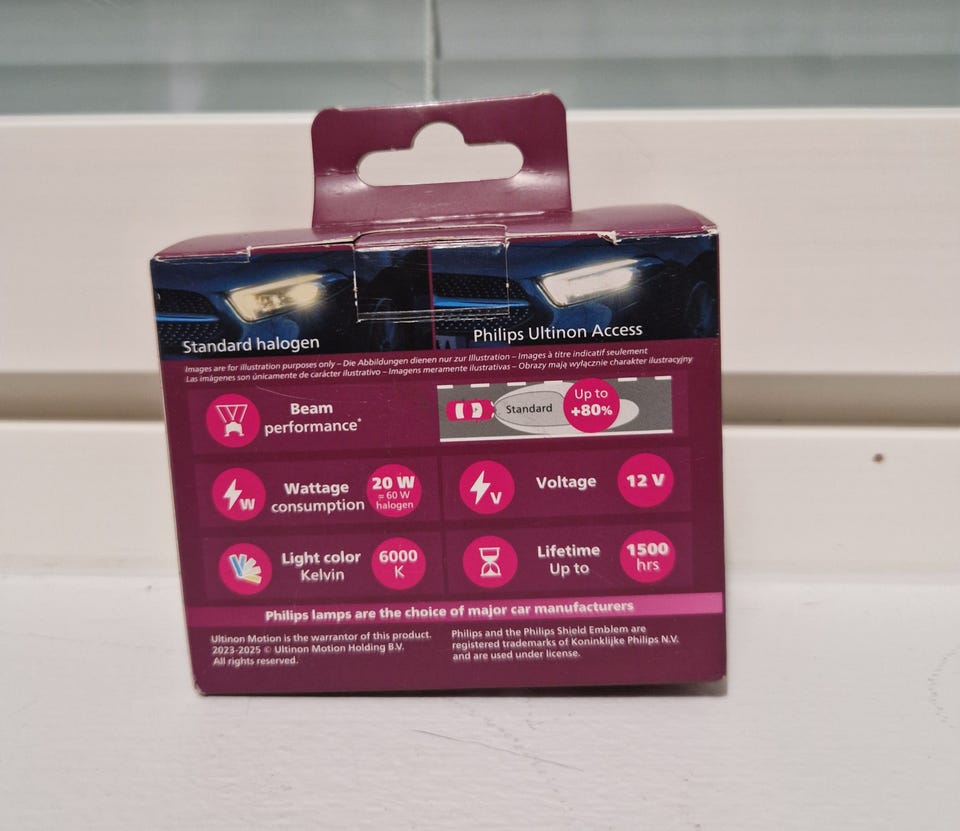 Standard halogen
Philips Ultinon Access
Images are for illustration purposes only – Die Abbildungen dienen nur zur Illustration – Images à titre indicatif seulement
Las imágenes son únicamente de carácter ilustrativo – Imagens meramente ilustrativas – Obrazy mają wyłącznie charakter ilustracyjny
Beam
performance*
Standard
Up to
+80%
W
Wattage
consumption
20 W
= 60 W
halogen
V
Voltage
12 V
Light color
Kelvin
6000
K
Lifetime
Up to
1500
hrs
Philips lamps are the choice of major car manufacturers
Ultinon Motion is the warrantor of this product.
2023-2025 © Ultinon Motion Holding B.V.
All rights reserved.
Philips and the Philips Shield Emblem are
registered trademarks of Koninklijke Philips N.V.
and are used under license.